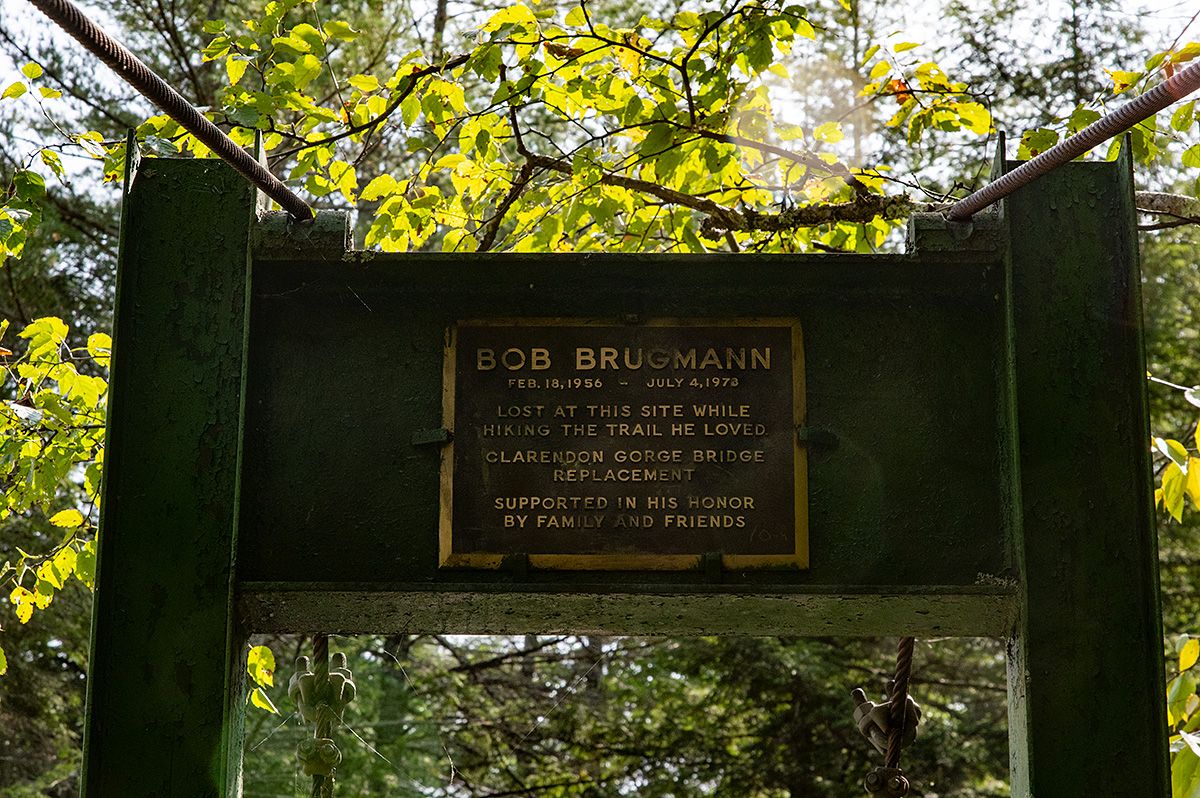 BOB BRUGMANN
FEB. 18, 1956 - JULY 4, 1973
LOST AT THIS SITE WHILE
HIKING THE TRAIL HE LOVED.
CLARENDON GORGE BRIDGE
REPLACEMENT
SUPPORTED IN HIS HONOR
BY FAMILY AND FRIENDS